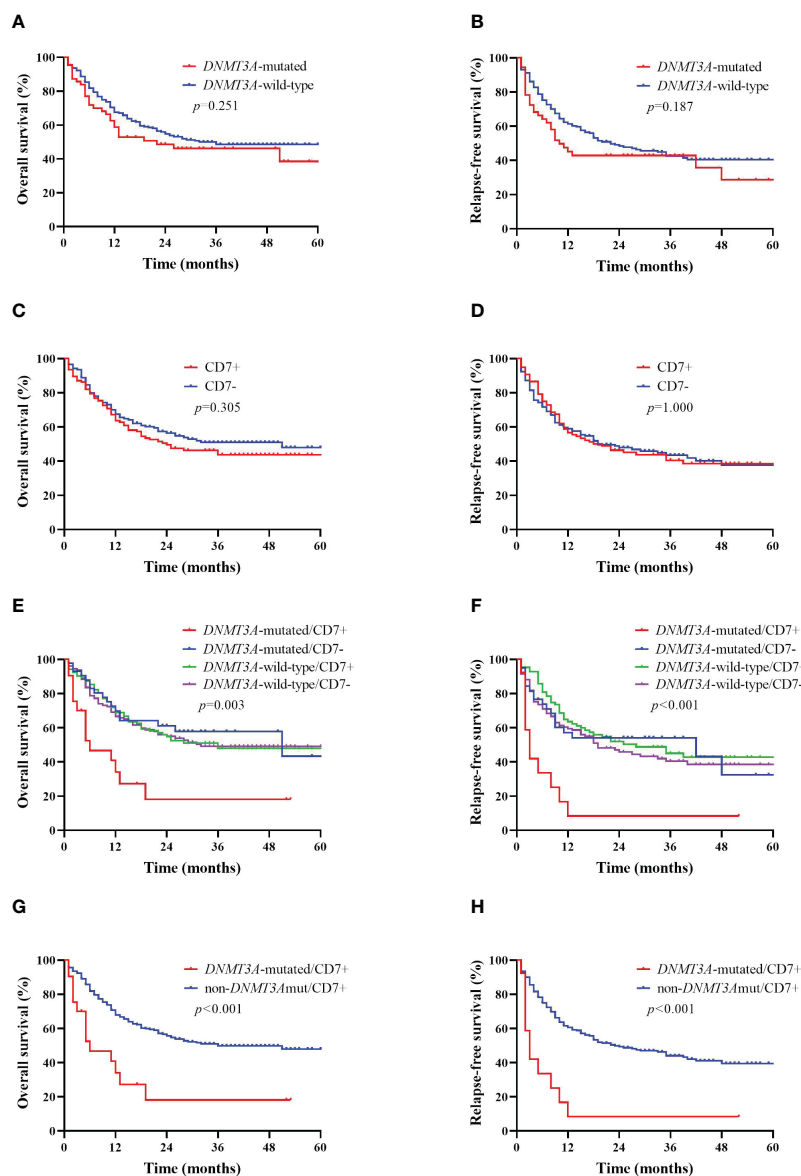 A
DNMT3A-mutated
DNMT3A-wild-type
p=0.251
Overall survival (%)
100
80
60
40
20
0
0 12 24 36 48 60
Time (months)
B
DNMT3A-mutated
DNMT3A-wild-type
p=0.187
Relapse-free survival (%)
100
80
60
40
20
0
0 12 24 36 48 60
Time (months)
C
CD7+
CD7-
p=0.305
Overall survival (%)
100
80
60
40
20
0
0 12 24 36 48 60
Time (months)
D
CD7+
CD7-
p=1.000
Relapse-free survival (%)
100
80
60
40
20
0
0 12 24 36 48 60
Time (months)
E
DNMT3A-mutated/CD7+
DNMT3A-mutated/CD7-
DNMT3A-wild-type/CD7+
DNMT3A-wild-type/CD7-
p=0.003
Overall survival (%)
100
80
60
40
20
0
0 12 24 36 48 60
Time (months)
F
DNMT3A-mutated/CD7+
DNMT3A-mutated/CD7-
DNMT3A-wild-type/CD7+
DNMT3A-wild-type/CD7-
p<0.001
Relapse-free survival (%)
100
80
60
40
20
0
0 12 24 36 48 60
Time (months)
G
DNMT3A-mutated/CD7+
non-DNMT3Amut/CD7+
p<0.001
Overall survival (%)
100
80
60
40
20
0
0 12 24 36 48 60
Time (months)
H
DNMT3A-mutated/CD7+
non-DNMT3Amut/CD7+
p<0.001
Relapse-free survival (%)
100
80
60
40
20
0
0 12 24 36 48 60
Time (months)